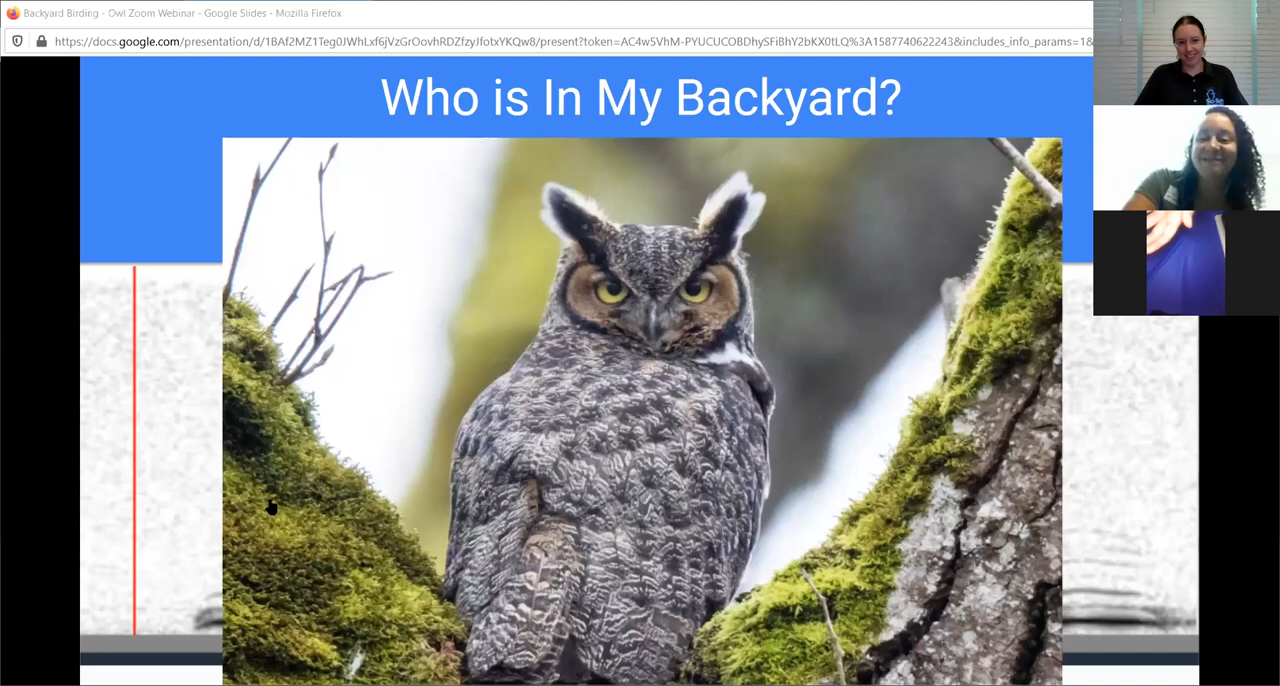 Backyard Birding - Owl Zoom Webinar - Google Slides - Mozilla Firefox
https://docs.google.com/presentation/d/1BAf2MZ1Teg0JWhLxf6jVzGrOovhRDZfzyJfobtYKQw8/present?token=AC4w5VhM-PYUCUCOBDhySFiBhY2bKX0tLQ%3A1587740622243&includes_info_params=1&
Who is In My Backyard?